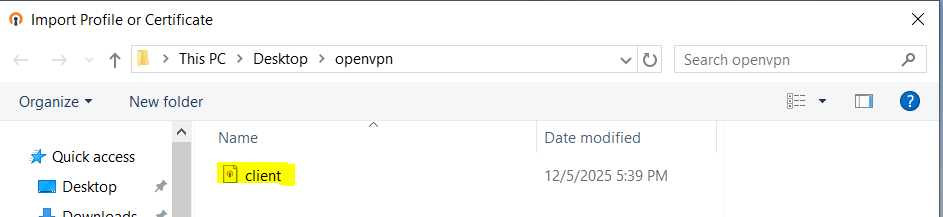 Import Profile or Certificate
This PC > Desktop > openvpn
Search openvpn
Organize
New folder
Name
Date modified
Quick access
client
12/5/2025 5:39 PM
Desktop
Downloads